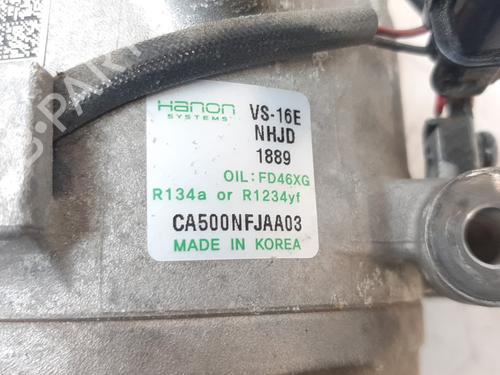 Hanon
SYSTEMS
VS-16E
NHJD
1889
OIL:FD46XG
R134a or R1234yf
CA500NFJAA03
MADE IN KOREA